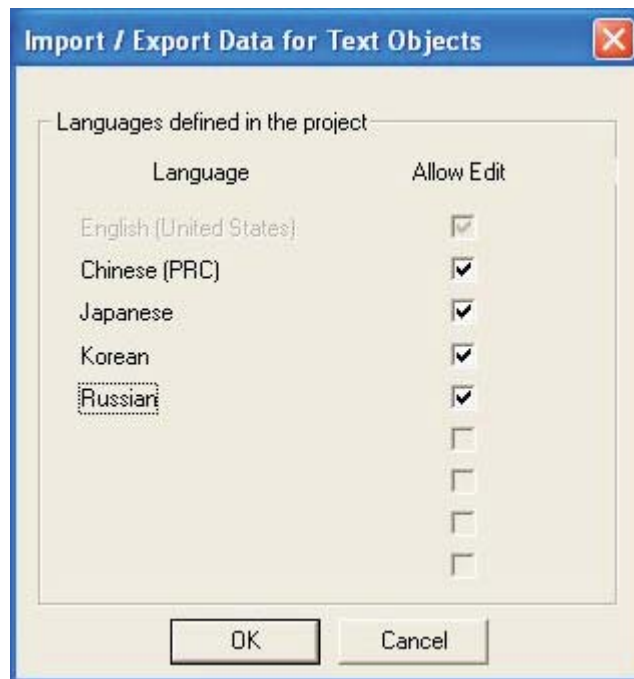 Import / Export Data for Text Objects
Languages defined in the project
Language Allow Edit
English (United States)
Chinese (PRC)
Japanese
Korean
Russian
OK Cancel